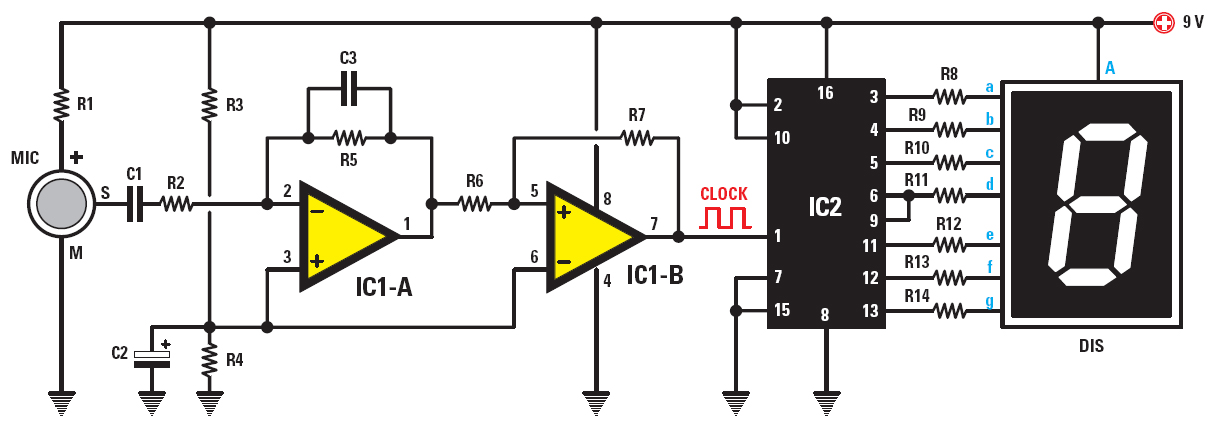 9 V
A
C3
R8
a
16
3
R1
R3
R7
2
R9
b
4
MIC
+
R5
10
R10
c
5
C1
R2
S
2
R6
5
8
CLOCK
IC2
6
R11
d
9
–
1
+
7
1
R12
e
11
M
3
+
6
–
IC1-A
IC1-B
4
7
R13
f
12
15
8
R14
g
13
C2
+
R4
DIS